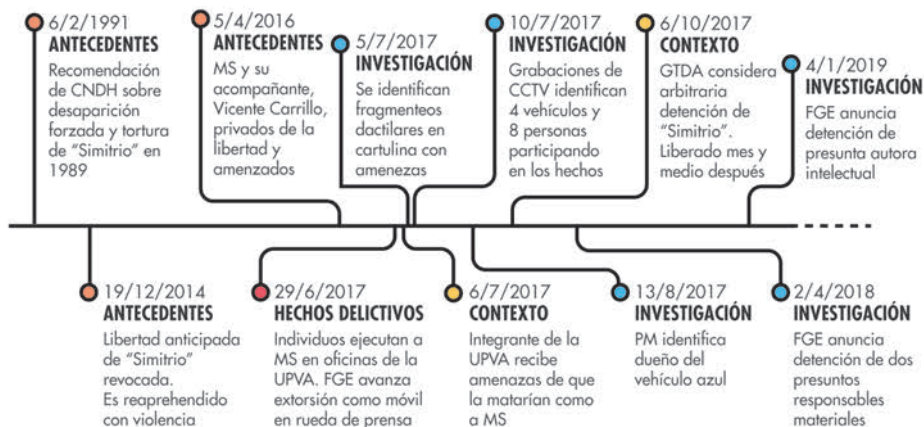 6/2/1991
ANTECEDENTES
Recomendación
de CNDH sobre
desaparición
forzada y tortura
de “Simitrio” en
1989
5/4/2016
ANTECEDENTES
MS y su
acompañante,
Vicente Carrillo,
privados de la
libertad y
amenzados
5/7/2017
INVESTIGACIÓN
Se identifican
fragmenteos
dactilares en
cartulina con
amenezas
10/7/2017
INVESTIGACIÓN
Grabaciones de
CCTV identifican
4 vehículos y
8 personas
participando
en los hechos
6/10/2017
CONTEXTO
GTDA considera
arbitraria
detención de
“Simitrio”.
Liberado mes y
medio después
4/1/2019
INVESTIGACIÓN
FGE anuncia
detención de
presunta autora
intelectual
19/12/2014
ANTECEDENTES
Libertad anticipada
de “Simitrio”
revocada.
Es reaprehendido
con violencia
29/6/2017
HECHOS DELICTIVOS
Individuos ejecutan a
MS en oficinas de la
UPVA. FGE avanza
extorsión como móvil
en rueda de prensa
6/7/2017
CONTEXTO
Integrante de la
UPVA recibe
amenazas de que
la matarían como
a MS
13/8/2017
INVESTIGACIÓN
PM identifica
dueño del
vehículo azul
2/4/2018
INVESTIGACIÓN
FGE anuncia
detención de dos
presuntos
responsables
materiales